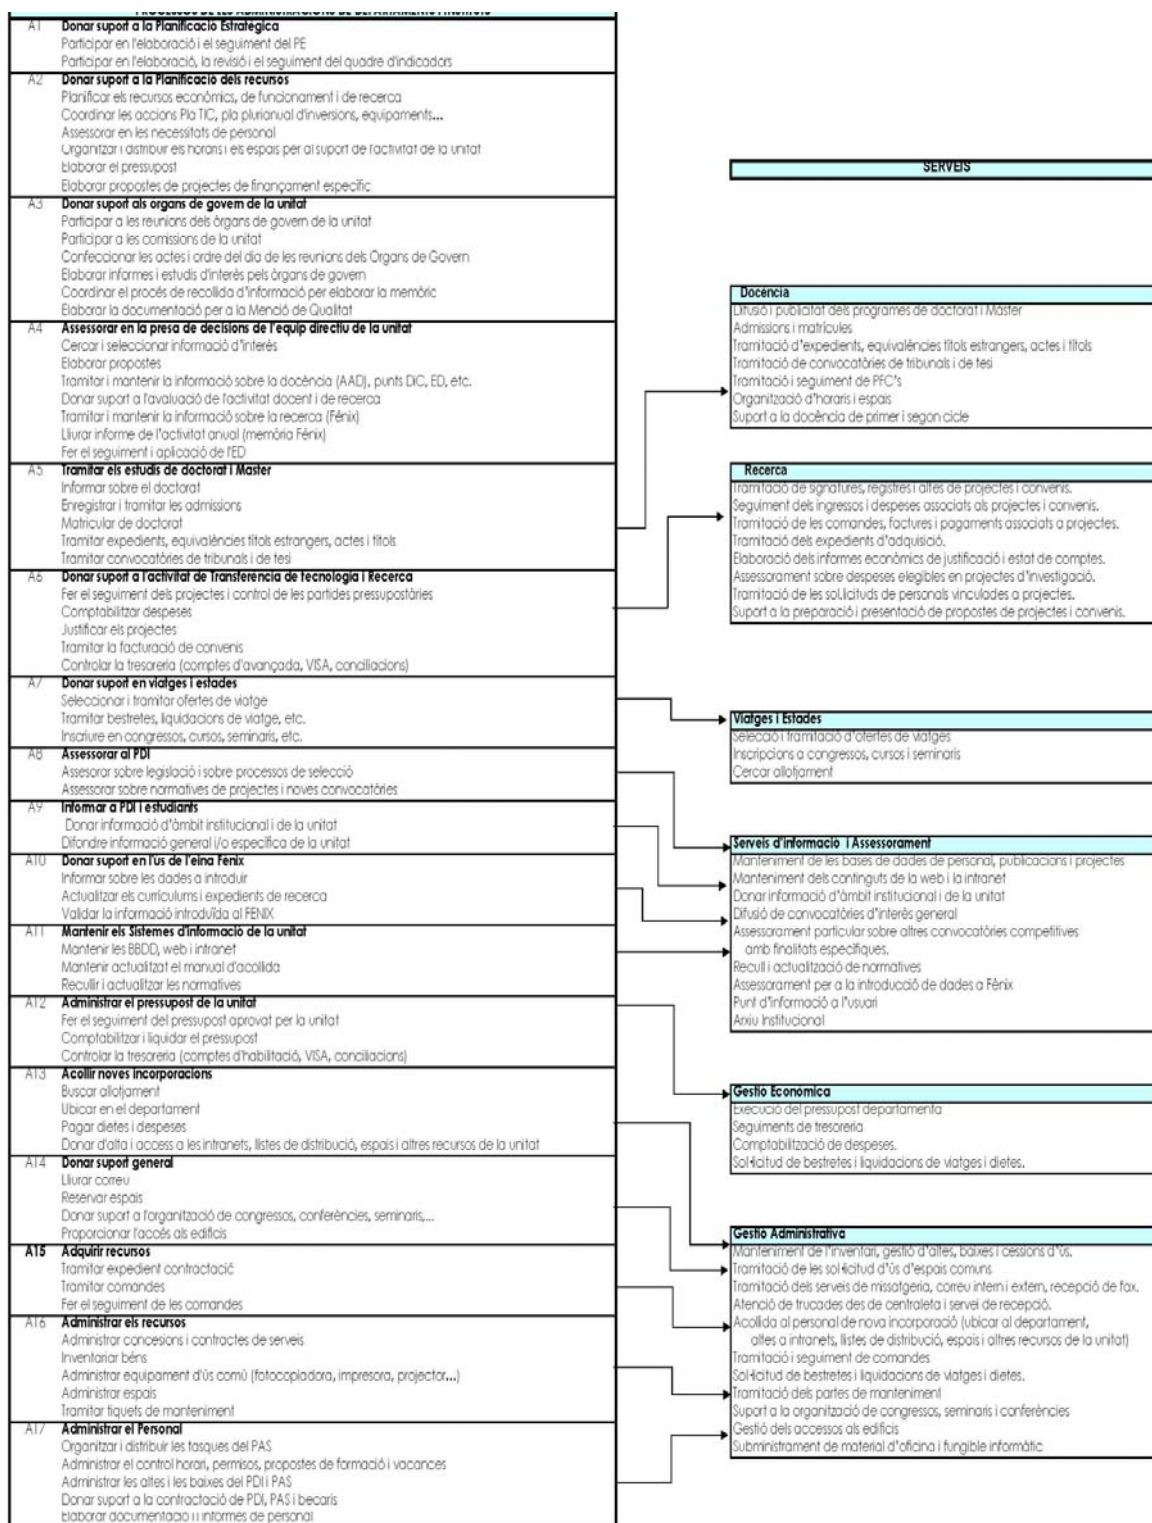 PROCESSOS DE LES ADMINISTRACIONS DE DEPARTAMENTS I INSTITUTS
A1 Donar suport a la Planificació Estratègica
Participar en l'elaboració i el seguiment del PE
Participar en l'elaboració, la revisió i el seguiment del quadre d'indicadors
A2 Donar suport a la Planificació dels recursos
Planificar els recursos econòmics, de funcionament i de recerca
Coordinar les accions Pla TIC, pla plurianual d'inversions, equipaments...
Assessorar en les necessitats de personal
Organitzar i distribuir els horaris i els espais per al suport de l'activitat de la unitat
Elaborar el pressupost
Elaborar propostes de projectes de finançament específic
A3 Donar suport als òrgans de govern de la unitat
Participar a les reunions dels òrgans de govern de la unitat
Participar a les comissions de la unitat
Confeccionar les actes i ordre del dia de les reunions dels Òrgans de Govern
Elaborar informes i estudis d'interès pels òrgans de govern
Coordinar el procés de recollida d'informació per elaborar la memòric
Elaborar la documentació per a la Menció de Qualitat
A4 Assessorar en la presa de decisions de l'equip directiu de la unitat
Cercar i seleccionar informació d'interès
Elaborar propostes
Tramitar i mantenir la informació sobre la docència (AAD), punts DiC, ED, etc.
Donar suport a l'avaluació de l'activitat docent i de recerca
Tramitar i mantenir la informació sobre la recerca (Fènix)
Lliurar informe de l'activitat anual (memòria Fènix)
Fer el seguiment i aplicació de l'ED
A5 Tramitar els estudis de doctorat i Màster
Informar sobre el doctorat
Enregistrar i tramitar les admissions
Matricular de doctorat
Tramitar expedients, equivalències títols estrangers, actes i títols
Tramitar convocatòries de tribunals i de tesi
A6 Donar suport a l'activitat de Transferència de tecnologia i Recerca
Fer el seguiment dels projectes i control de les partides pressupostàries
Comptabilitzar despeses
Justificar els projectes
Tramitar la facturació de convenis
Controlar la tresoreria (comptes d'avançada, VISA, conciliacions)
A7 Donar suport en viatges i estades
Seleccionar i tramitar ofertes de viatge
Tramitar bestretes, liquidacions de viatge, etc.
Inscriure en congressos, cursos, seminaris, etc.
A8 Assessorar al PDI
Assesorar sobre legislació i sobre processos de selecció
Assessorar sobre normatives de projectes i noves convocatòries
A9 Informar a PDI i estudiants
Donar informació d'àmbit institucional i de la unitat
Difondre informació general i/o específica de la unitat
A10 Donar suport en l'ús de l'eina Fènix
Informar sobre les dades a introduir
Actualitzar els currículums i expedients de recerca
Validar la informació introduïda al FENIX
A11 Mantenir els Sistemes d'informació de la unitat
Mantenir les BBDD, web i intranet
Mantenir actualitzat el manual d'acollida
Recullir i actualitzar les normatives
A12 Administrar el pressupost de la unitat
Fer el seguiment del pressupost aprovat per la unitat
Comptabilitzar i liquidar el pressupost
Controlar la tresoreria (comptes d'habilitació, VISA, conciliacions)
A13 Acollir noves incorporacions
Buscar allotjament
Ubicar en el departament
Pagar dietes i despeses
Donar d'alta i access a les intranets, llistes de distribució, espais i altres recursos de la unitat
A14 Donar suport general
Lliurar correu
Reservar espais
Donar suport a l'organització de congressos, conferències, seminaris,...
Proporcionar l'accés als edificis
A15 Adquirir recursos
Tramitar expedient contractació
Tramitar comandes
Fer el seguiment de les comandes
A16 Administrar els recursos
Administrar concesions i contractes de serveis
Inventariar béns
Administrar equipament d'ús comú (fotocopiadora, impresora, projector...)
Administrar espais
Tramitar tiquets de manteniment
A17 Administrar el Personal
Organitzar i distribuir les tasques del PAS
Administrar el control horari, permisos, propostes de formació i vacances
Administrar les altes i les baixes del PDI i PAS
Donar suport a la contractació de PDI, PAS i becaris
Elaborar documentació i informes de personal
SERVEIS
Docència
Difusió i publicitat dels programes de doctorat i Màster
Admissions i matrícules
Tramitació d'expedients, equivalències títols estrangers, actes i títols
Tramitació de convocatòries de tribunals i de tesi
Tramitació i seguiment de PFC's
Organització d'horaris i espais
Suport a la docència de primer i segon cicle
Recerca
Tramitació de signatures, registres i altes de projectes i convenis.
Seguiment dels ingressos i despeses associats als projectes i convenis.
Tramitació de les comandes, factures i pagaments associats a projectes.
Tramitació dels expedients d'adquisició.
Elaboració dels informes econòmics de justificació i estat de comptes.
Assessorament sobre despeses elegibles en projectes d'investigació.
Tramitació de les sol.licituds de personals vinculades a projectes.
Suport a la preparació i presentació de propostes de projectes i convenis.
Viatges i Estades
Selecció i tramitació d'ofertes de viatges
Inscripcions a congressos, cursos i seminaris
Cercar allotjament
Serveis d'informació i Assessorament
Manteniment de les bases de dades de personal, publicacions i projectes
Manteniment dels continguts de la web i la intranet
Donar informació d'àmbit institucional i de la unitat
Difusió de convocatòries d'interès general
Assessorament particular sobre altres convocatòries competitives
amb finalitats específiques.
Recull i actualització de normatives
Assessorament per a la introducció de dades a Fènix
Punt d'informació a l'usuari
Arxiu Institucional
Gestió Econòmica
Execució del pressupost departamenta
Seguiments de tresoreria
Comptabilització de despeses.
Sol·licitud de bestretes i liquidacions de viatges i dietes.
Gestió Administrativa
Manteniment de l'inventari, gestió d'altes, baixes i cessions d'ús.
Tramitació de les sol·licitud d'ús d'espais comuns
Tramitació dels serveis de missatgeria, correu intern i extern, recepció de fax.
Atenció de trucades des de centraleta i servei de recepció.
Acollida al personal de nova incorporació (ubicar al departament,
altes a intranets, llistes de distribució, espais i altres recursos de la unitat)
Tramitació i seguiment de comandes
Sol·licitud de bestretes i liquidacions de viatges i dietes.
Tramitació dels partes de manteniment
Suport a la organització de congressos, seminaris i conferències
Gestió dels accessos als edificis
Subministrament de material d'oficina i fungible informàtic